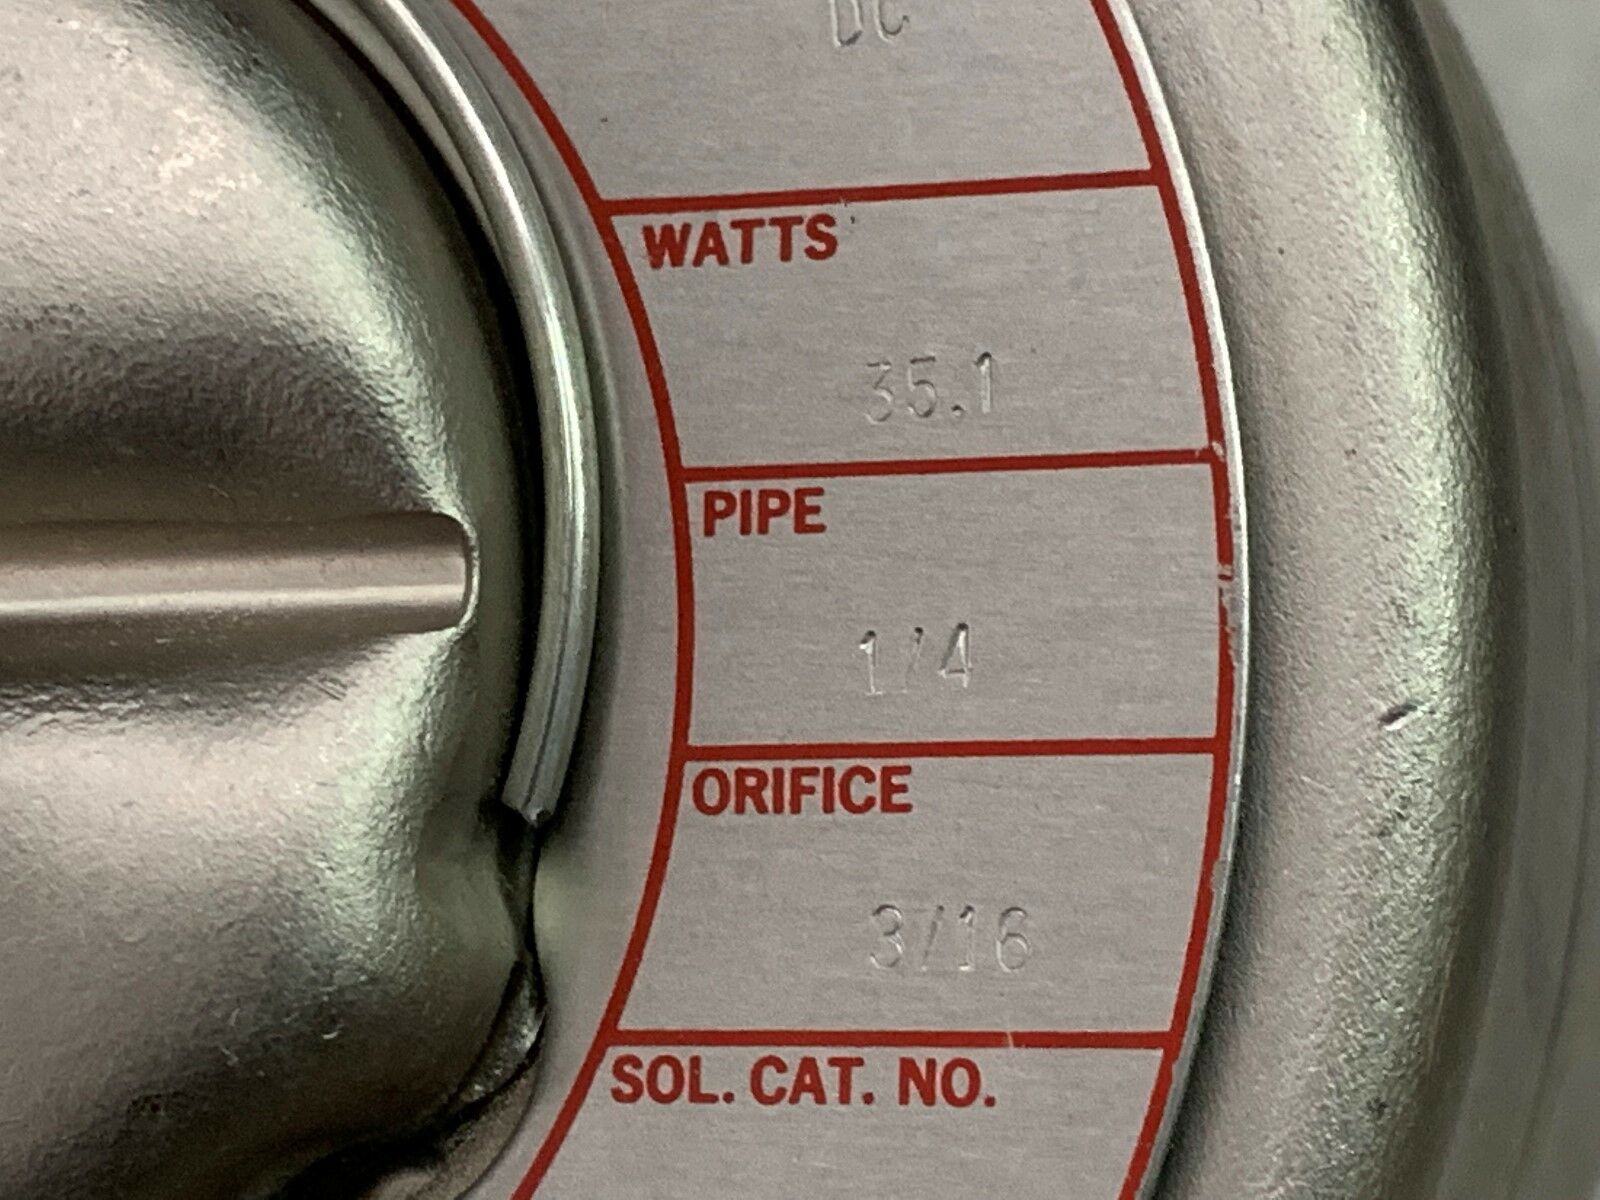 DC
WATTS
35.1
PIPE
1/4
ORIFICE
3/16
SOL. CAT. NO.